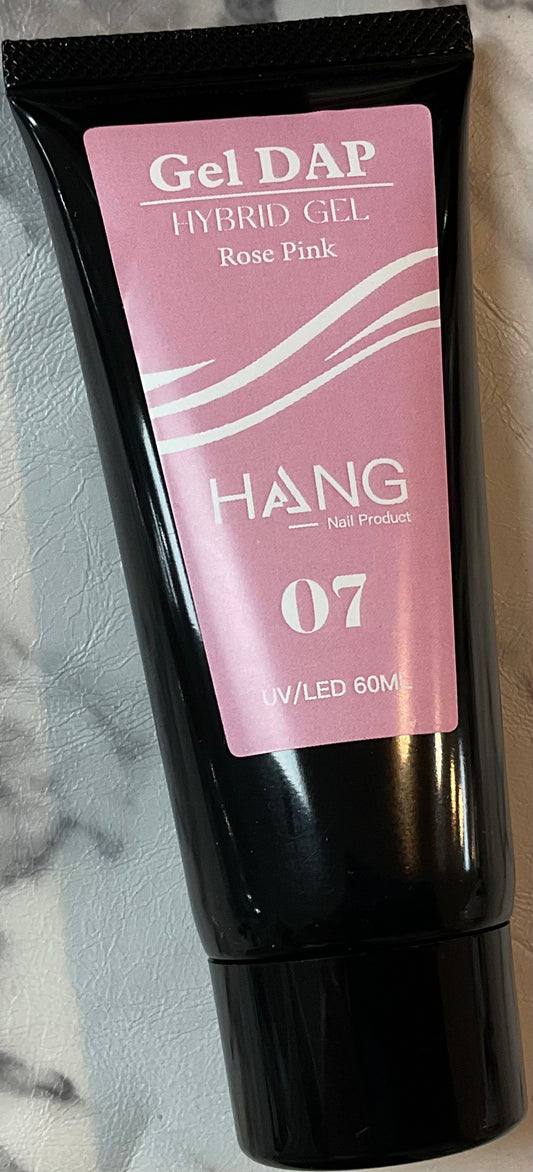 Gel DAP
HYBRID GEL
Rose Pink
HANG
Nail Product
07
UV/LED 60ML